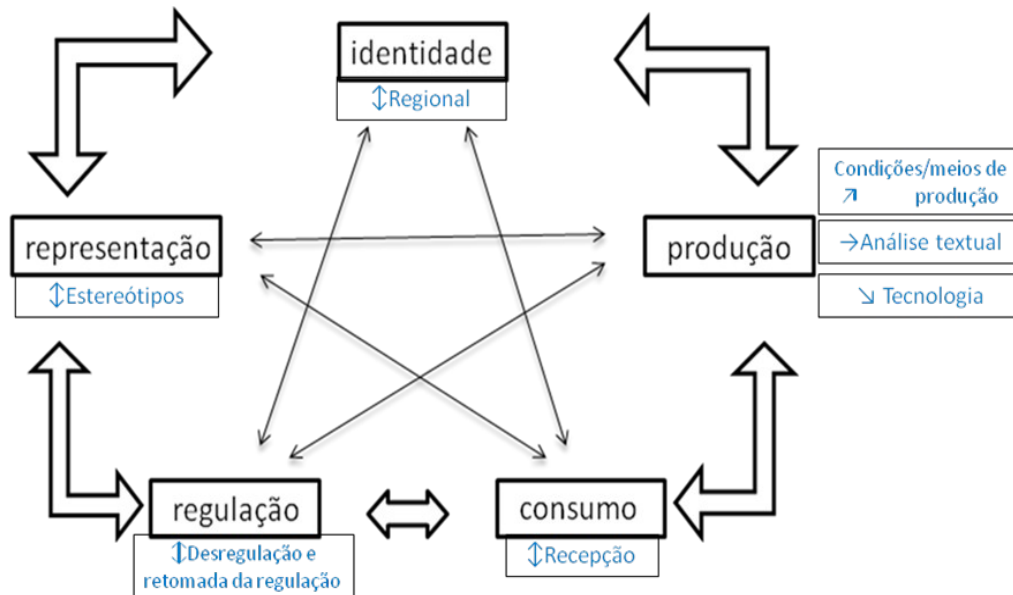 identidade
↕Regional
Condições/meios de
↗ produção
representação
produção
→Análise textual
↕Estereótipos
↘ Tecnologia
regulação
consumo
↕Desregulação e
retomada da regulação
↕Recepção